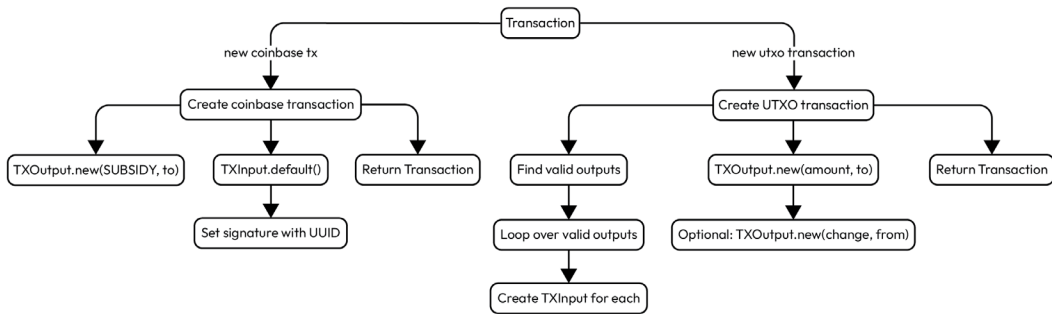 Transaction
new coinbase tx
new utxo transaction
Create coinbase transaction
Create UTXO transaction
TXOutput.new(SUBSIDY, to)
TXInput.default()
Return Transaction
Find valid outputs
TXOutput.new(amount, to)
Return Transaction
Set signature with UUID
Loop over valid outputs
Optional: TXOutput.new(change, from)
Create TXInput for each